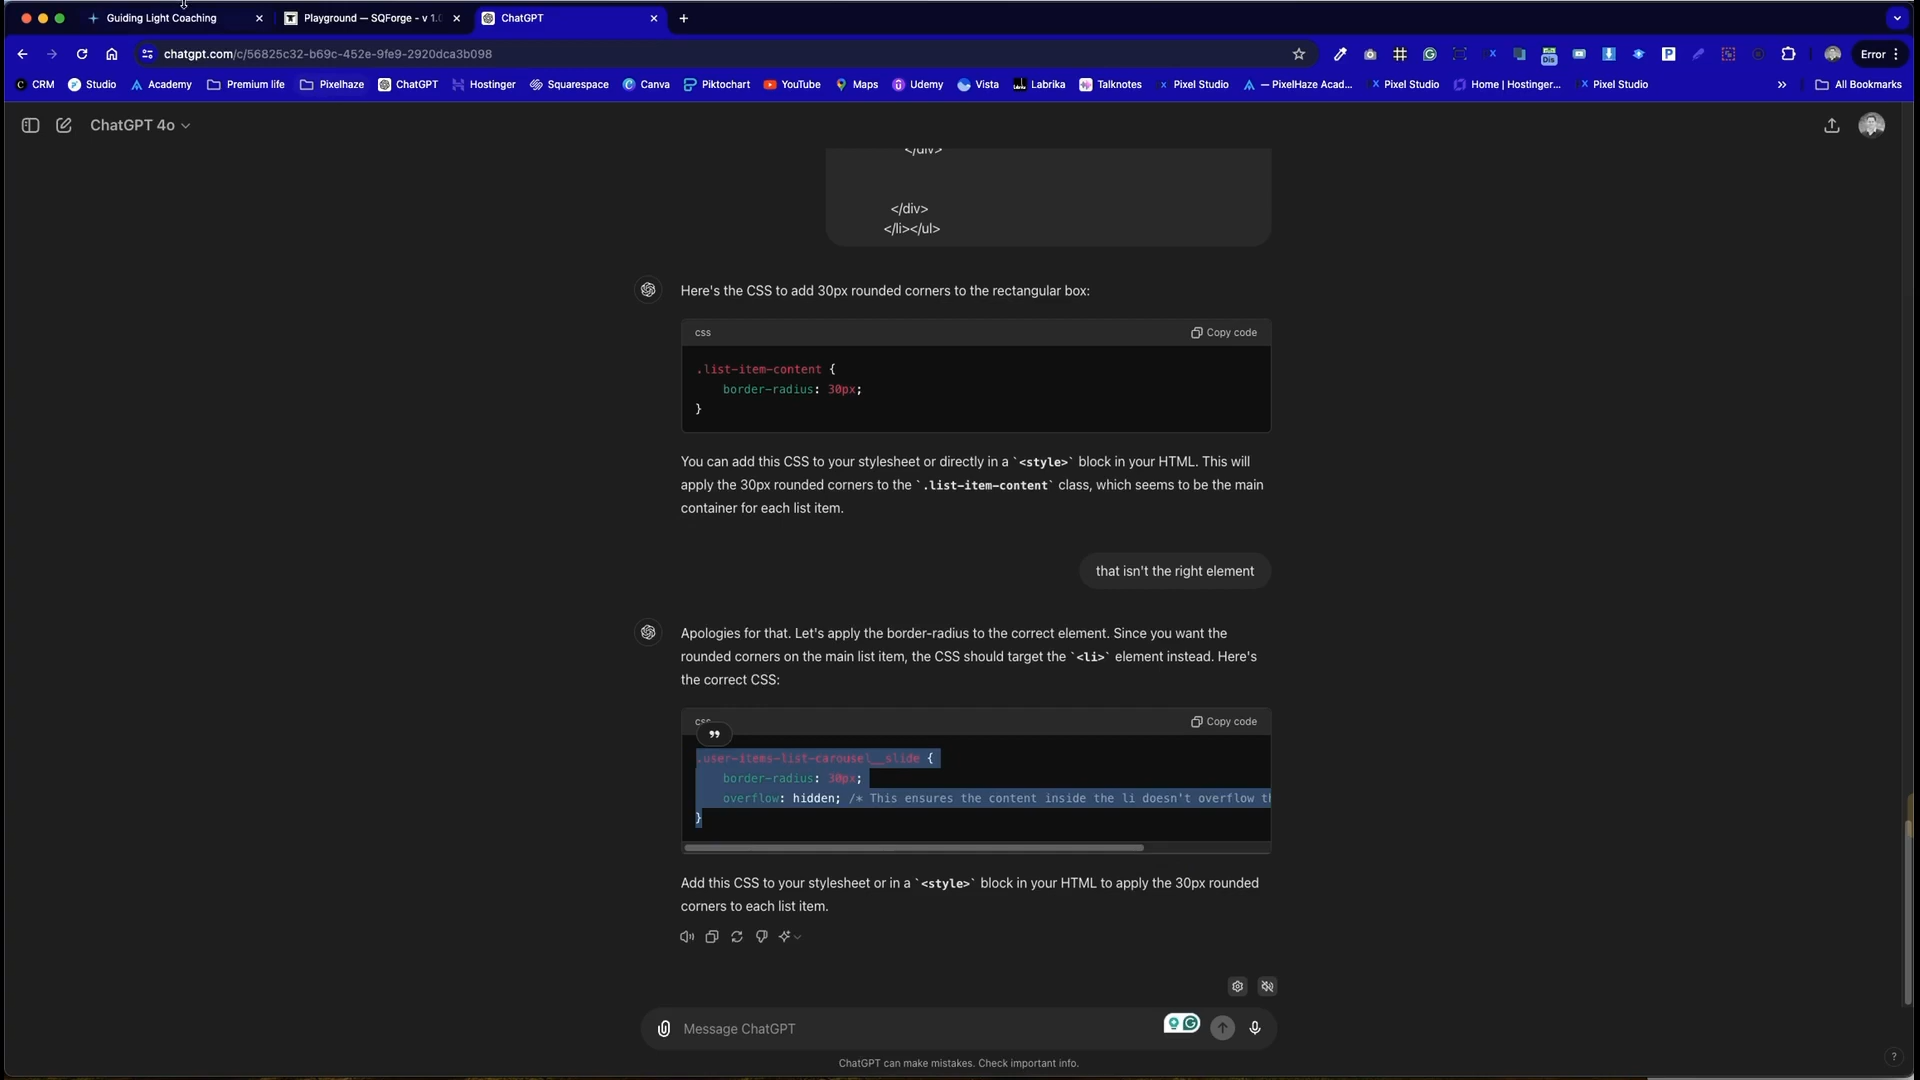 Guiding Light Coaching
Playground — SQForge - v 1.0
ChatGPT
chatgpt.com/c/56825c32-b69c-452e-9fe9-2920dca3b098
Error
CRM Studio Academy Premium life Pixelhaze ChatGPT Hostinger Squarespace Canva Piktochart YouTube Maps Udemy Vista Labrika Talknotes Pixel Studio — PixelHaze Acad... Pixel Studio Home | Hostinger... Pixel Studio » All Bookmarks
ChatGPT 4o
</div>
</div>
</li></ul>
Here's the CSS to add 30px rounded corners to the rectangular box:
css Copy code
.list-item-content {
border-radius: 30px;
}
You can add this CSS to your stylesheet or directly in a `<style>` block in your HTML. This will
apply the 30px rounded corners to the `.list-item-content` class, which seems to be the main
container for each list item.
that isn't the right element
Apologies for that. Let's apply the border-radius to the correct element. Since you want the
rounded corners on the main list item, the CSS should target the `<li>` element instead. Here's
the correct CSS:
css Copy code
.user-items-list-carousel__slide {
border-radius: 30px;
overflow: hidden; /* This ensures the content inside the li doesn't overflow th
}
Add this CSS to your stylesheet or in a `<style>` block in your HTML to apply the 30px rounded
corners to each list item.
Message ChatGPT
ChatGPT can make mistakes. Check important info.
?